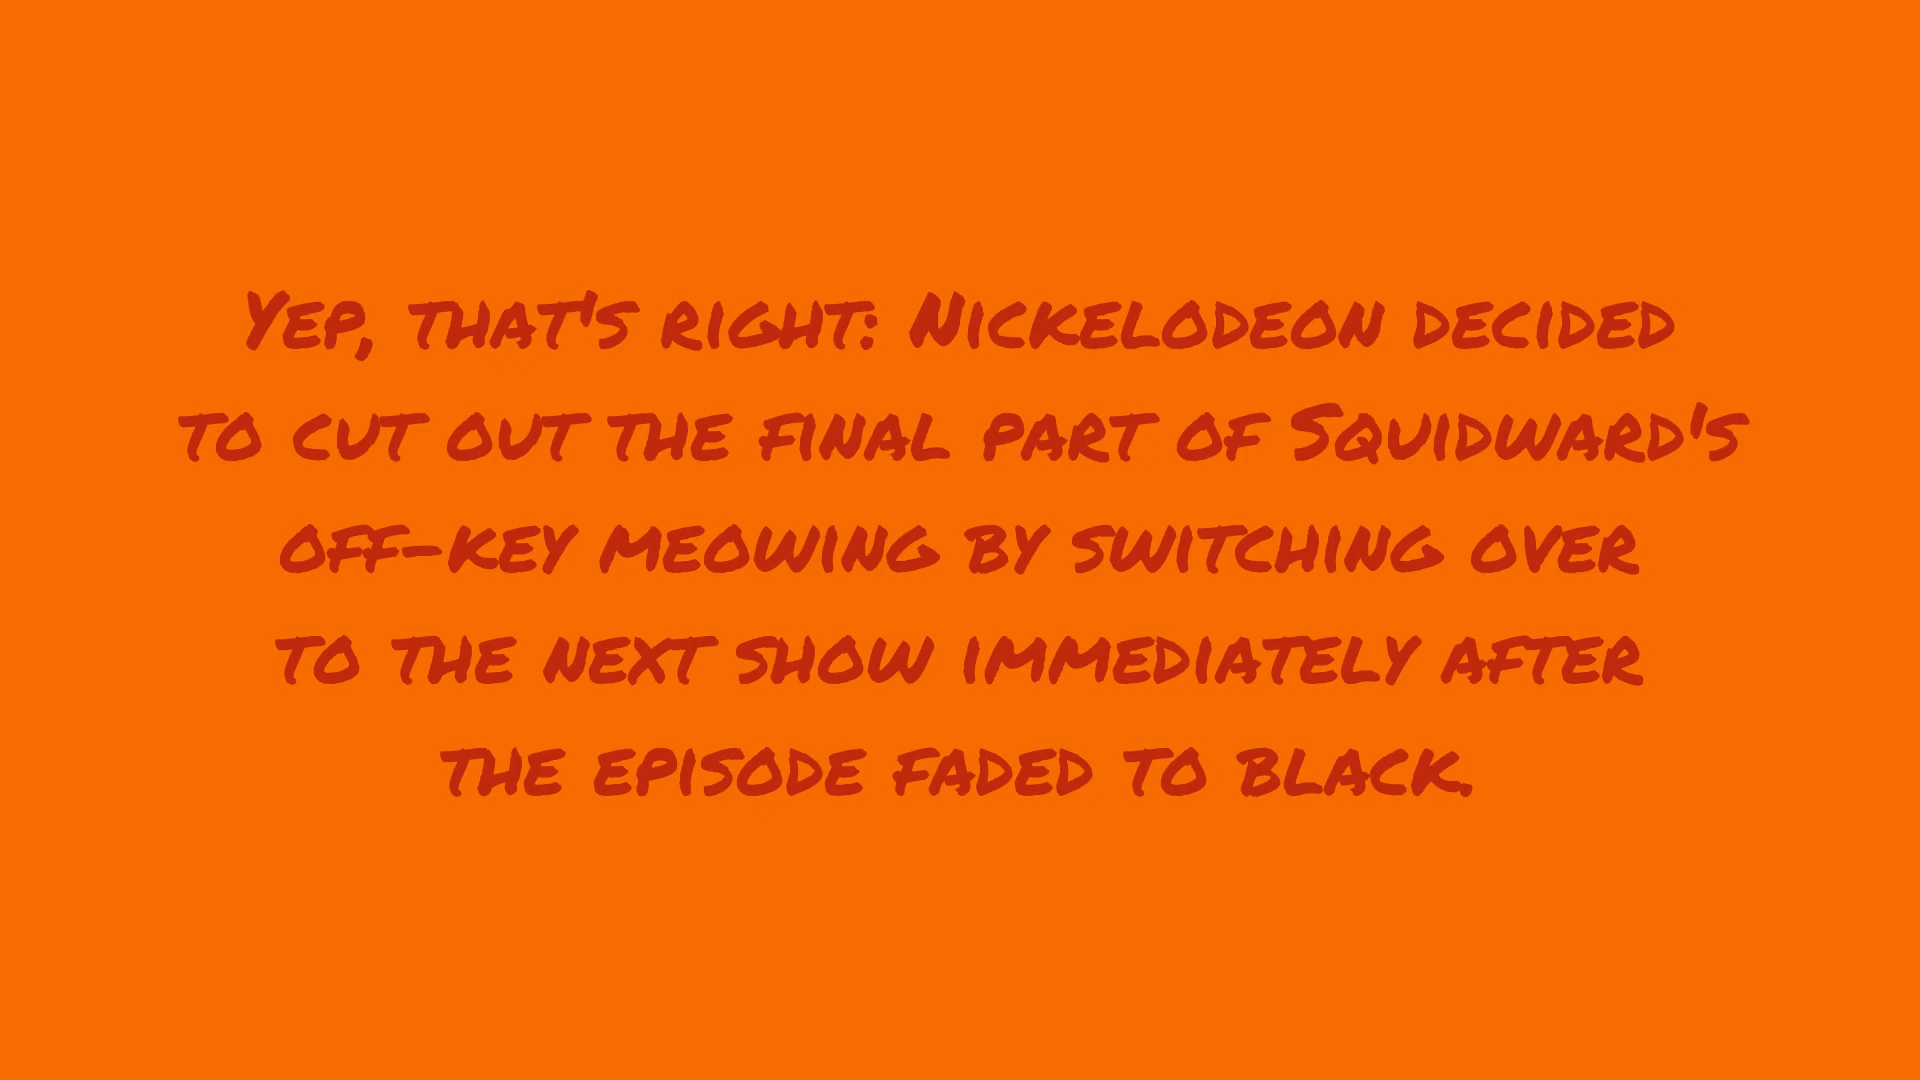 Yep, that's right: Nickelodeon decided
to cut out the final part of Squidward's
off-key meowing by switching over
to the next show immediately after
the episode faded to black.